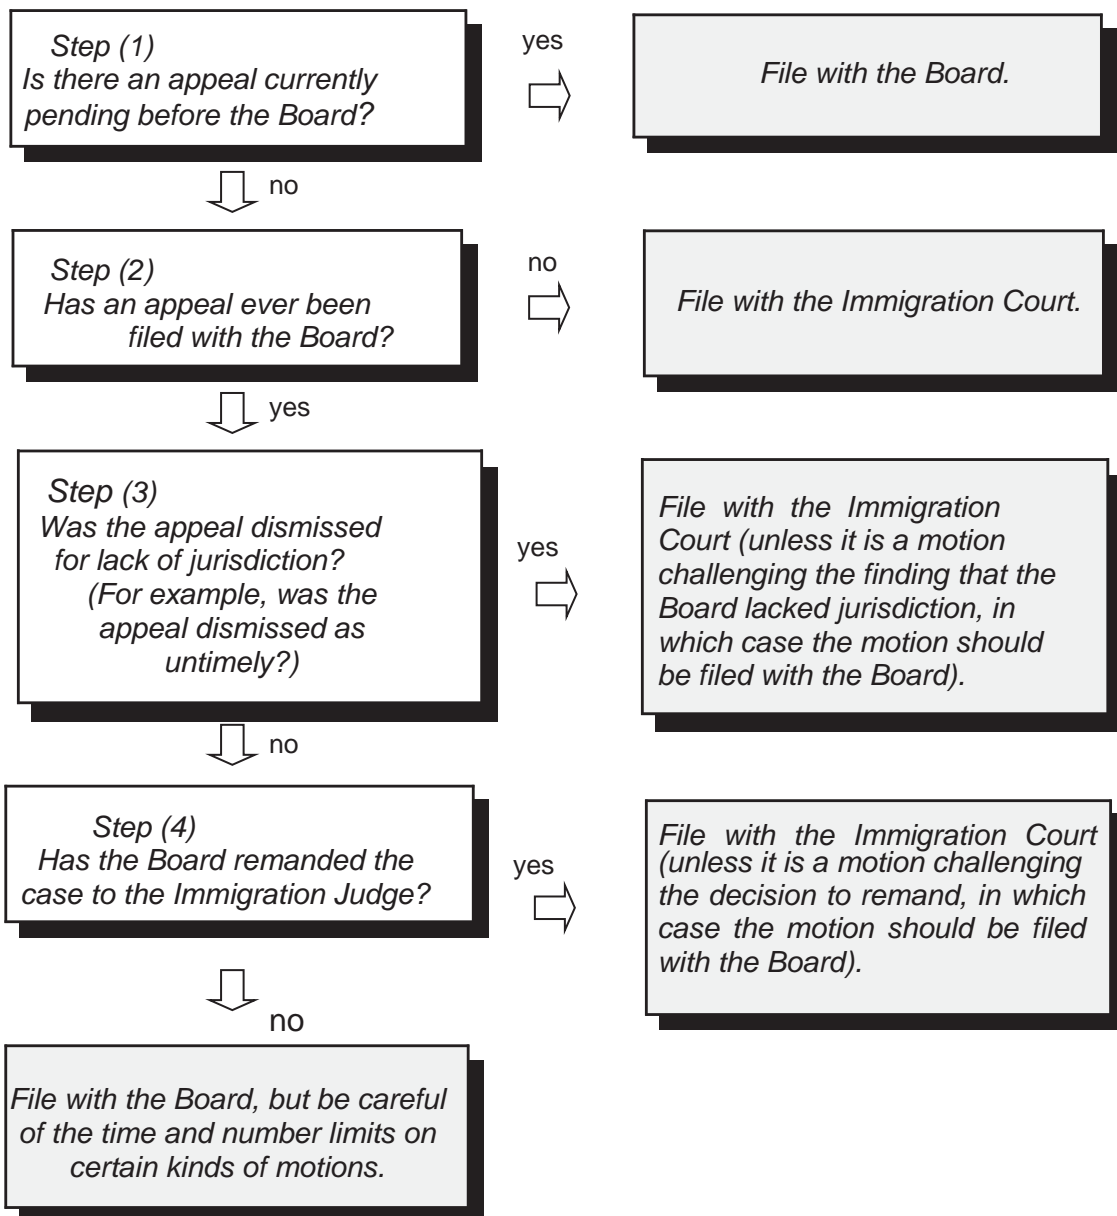 Step (1)
Is there an appeal currently
pending before the Board?
yes
File with the Board.
no
Step (2)
Has an appeal ever been
filed with the Board?
no
File with the Immigration Court.
yes
Step (3)
Was the appeal dismissed
for lack of jurisdiction?
(For example, was the
appeal dismissed as
untimely?)
yes
File with the Immigration
Court (unless it is a motion
challenging the finding that the
Board lacked jurisdiction, in
which case the motion should
be filed with the Board).
no
Step (4)
Has the Board remanded the
case to the Immigration Judge?
yes
File with the Immigration Court
(unless it is a motion challenging
the decision to remand, in which
case the motion should be filed
with the Board).
no
File with the Board, but be careful
of the time and number limits on
certain kinds of motions.